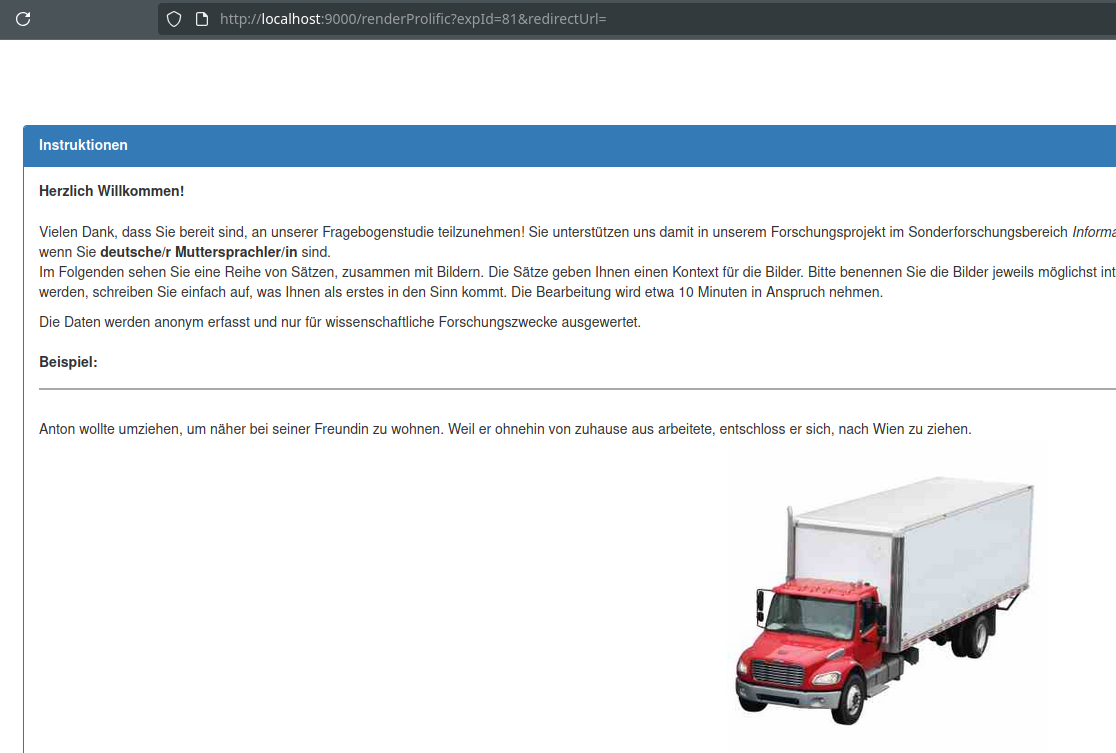 http://localhost:9000/renderProlific?expId=81&redirectUrl=
Instruktionen
Herzlich Willkommen!
Vielen Dank, dass Sie bereit sind, an unserer Fragebogenstudie teilzunehmen! Sie unterstützen uns damit in unserem Forschungsprojekt im Sonderforschungsbereich
wenn Sie deutsche/r Muttersprachler/in sind.
Im Folgenden sehen Sie eine Reihe von Sätzen, zusammen mit Bildern. Die Sätze geben Ihnen einen Kontext für die Bilder. Bitte benennen Sie die Bilder jeweils möglichst
werden, schreiben Sie einfach auf, was Ihnen als erstes in den Sinn kommt. Die Bearbeitung wird etwa 10 Minuten in Anspruch nehmen.
Die Daten werden anonym erfasst und nur für wissenschaftliche Forschungszwecke ausgewertet.
Beispiel:
Anton wollte umziehen, um näher bei seiner Freundin zu wohnen. Weil er ohnehin von zuhause aus arbeitete, entschloss er sich, nach Wien zu ziehen.